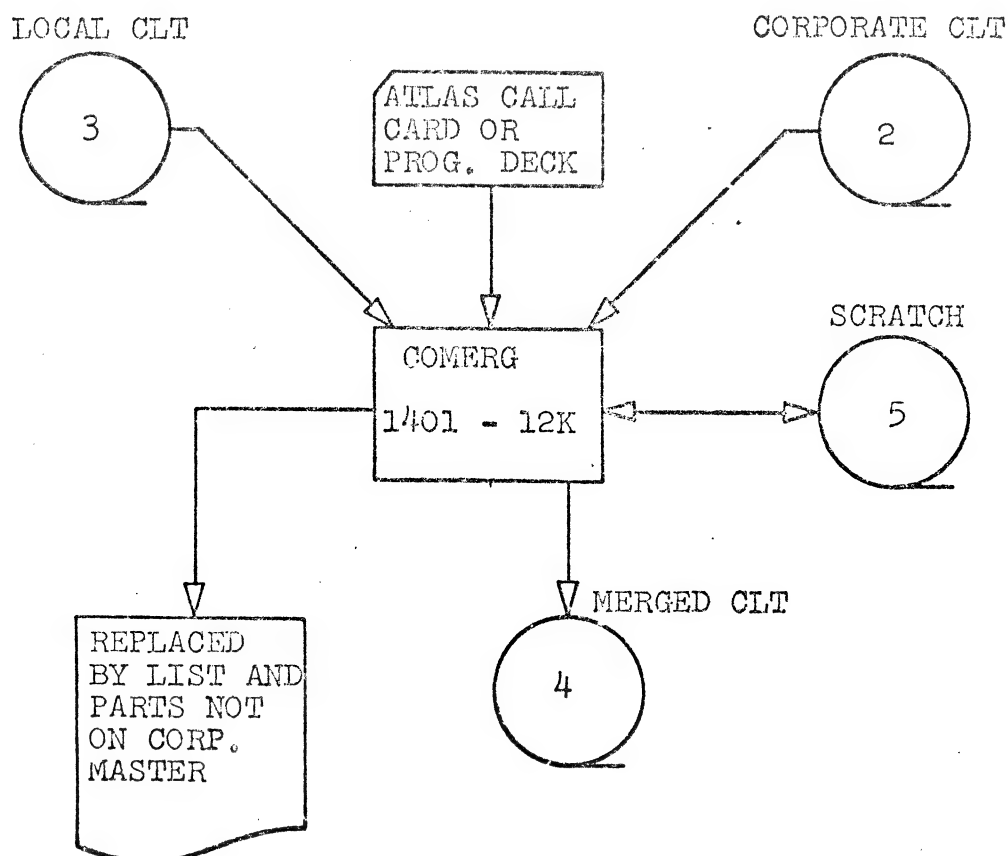 LOCAL CLT
CORPORATE CLT
3
ATLAS CALL
CARD OR
PROG. DECK
2
SCRATCH
COMERG
1401 - 12K
5
MERGED CLT
4
REPLACED
BY LIST AND
PARTS NOT
ON CORP.
MASTER